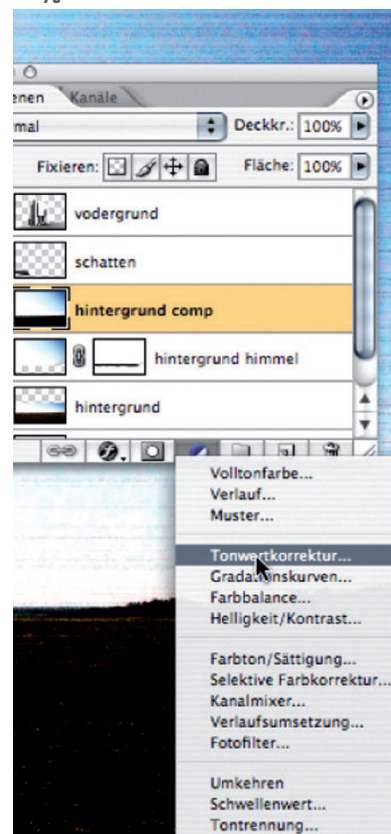 enen Kanäle
mal Deckkr.: 100%
Fixieren: Fläche: 100%
vodergrund
schatten
hintergrund comp
hintergrund himmel
hintergrund
Volltonfarbe...
Verlauf...
Muster...
Tonwertkorrektur...
Gradationskurven...
Farbbalance...
Helligkeit/Kontrast...
Farbton/Sättigung...
Selektive Farbkorrektur...
Kanalmixer...
Verlaufsumsetzung...
Fotofilter...
Umkehren
Schwellenwert...
Tontrennung...